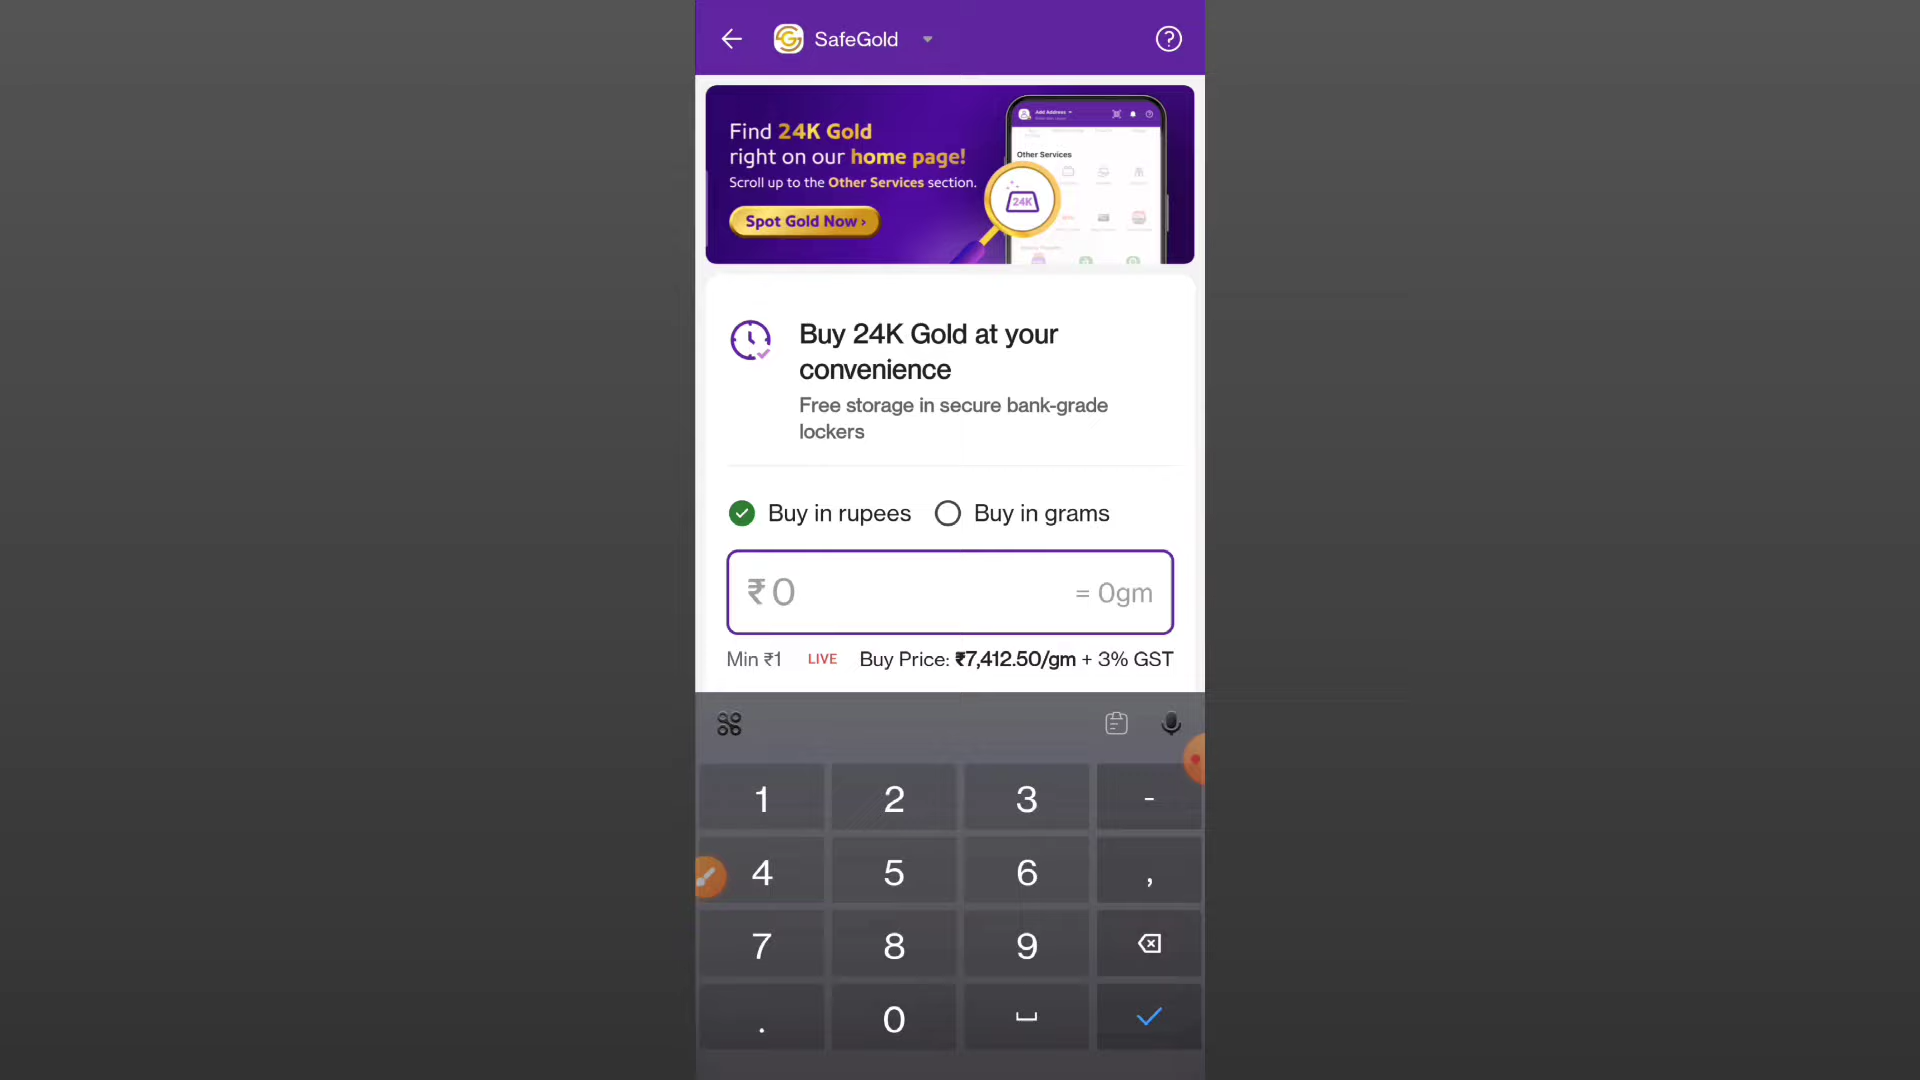 SafeGold
Find 24K Gold
right on our home page!
Scroll up to the Other Services section.
Spot Gold Now ›
Add Address
Other Services
24K
Buy 24K Gold at your
convenience
Free storage in secure bank-grade
lockers
Buy in rupees Buy in grams
₹0 = 0gm
Min ₹1 LIVE Buy Price: ₹7,412.50/gm + 3% GST
1 2 3 -
4 5 6 ,
7 8 9
. 0